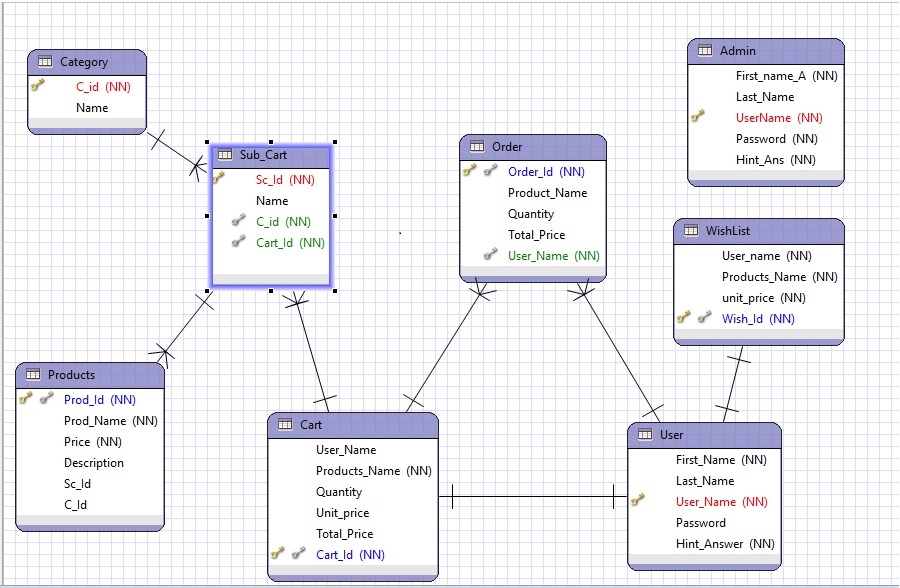 Category
C_id (NN)
Name
Sub_Cart
Sc_Id (NN)
Name
C_id (NN)
Cart_Id (NN)
Order
Order_Id (NN)
Product_Name
Quantity
Total_Price
User_Name (NN)
Admin
First_name_A (NN)
Last_Name
UserName (NN)
Password (NN)
Hint_Ans (NN)
WishList
User_name (NN)
Products_Name (NN)
unit_price (NN)
Wish_Id (NN)
Products
Prod_Id (NN)
Prod_Name (NN)
Price (NN)
Description
Sc_Id
C_Id
Cart
User_Name
Products_Name (NN)
Quantity
Unit_price
Total_Price
Cart_Id (NN)
User
First_Name (NN)
Last_Name
User_Name (NN)
Password
Hint_Answer (NN)